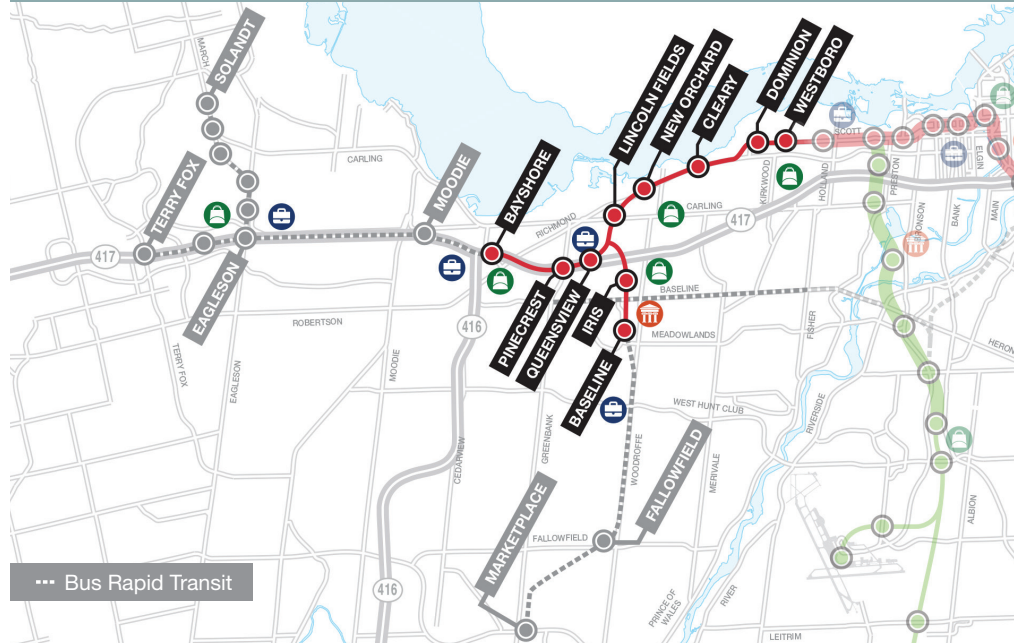 MARCH
SOLANDT
CARLING
TERRY FOX
417
EAGLESON
MOODIE
BAYSHORE
RICHMOND
LINCOLN FIELDS
NEW ORCHARD
CLEARY
DOMINION
WESTBORO
CARLING
417
KIRKWOOD
HOLLAND
SCOTT
PRESTON
BRONSON
BANK
ELGIN
MAIN
PINECREST
QUEENSVIEW
IRIS
BASELINE
BASELINE
MEADOWLANDS
FISHER
HERON
ROBERTSON
416
TERRY FOX
EAGLESON
MOODIE
CEDARVIEW
GREENBANK
WOODROFFE
WEST HUNT CLUB
MERIVALE
RIVERSIDE
ALBION
MARKETPLACE
FALLOWFIELD
FALLOWFIELD
416
PRINCE OF
WALES
RIVER
LEITRIM
Bus Rapid Transit